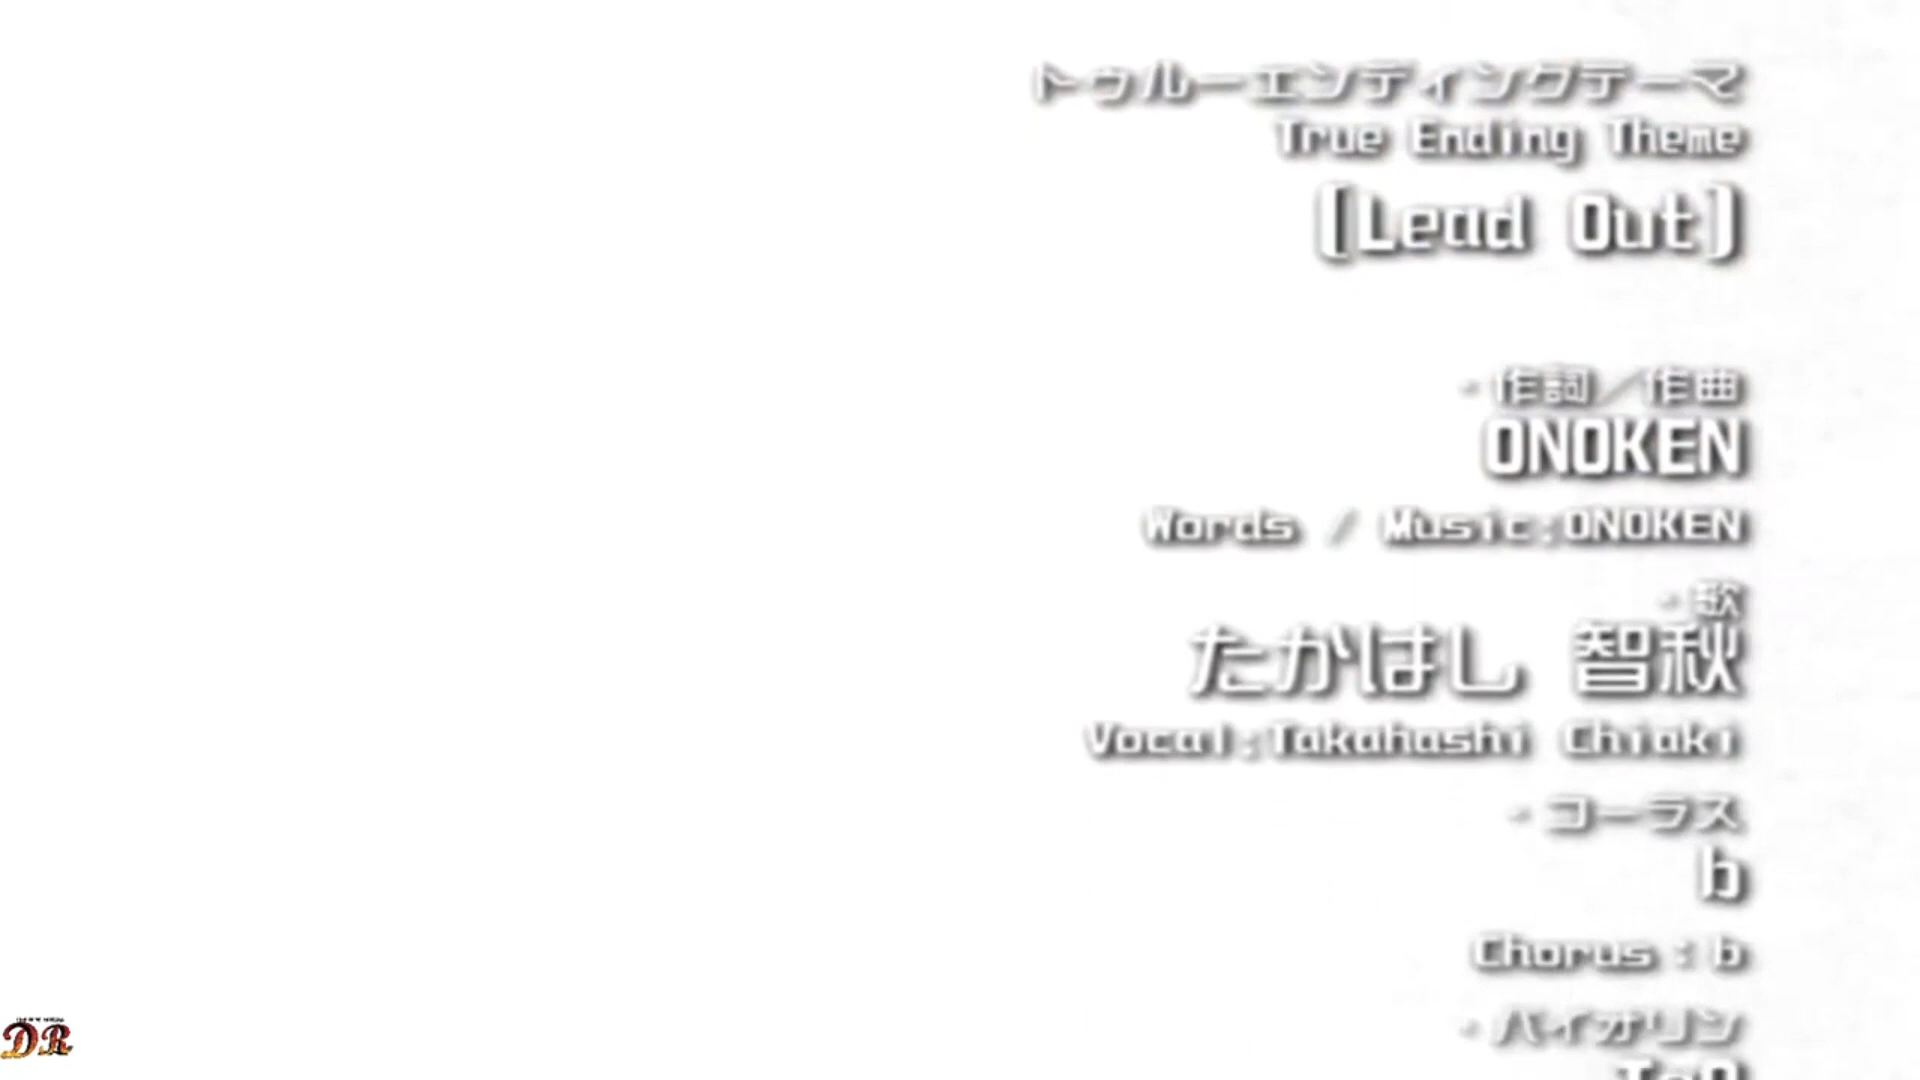 トゥルーエンディングテーマ
True Ending Theme
[Lead Out]
・作詞／作曲
ONOKEN
Words / Music:ONOKEN
・歌
たかはし 智秋
Vocal:Takahashi Chiaki
・コーラス
b
Chorus:b
・バイオリン
DR